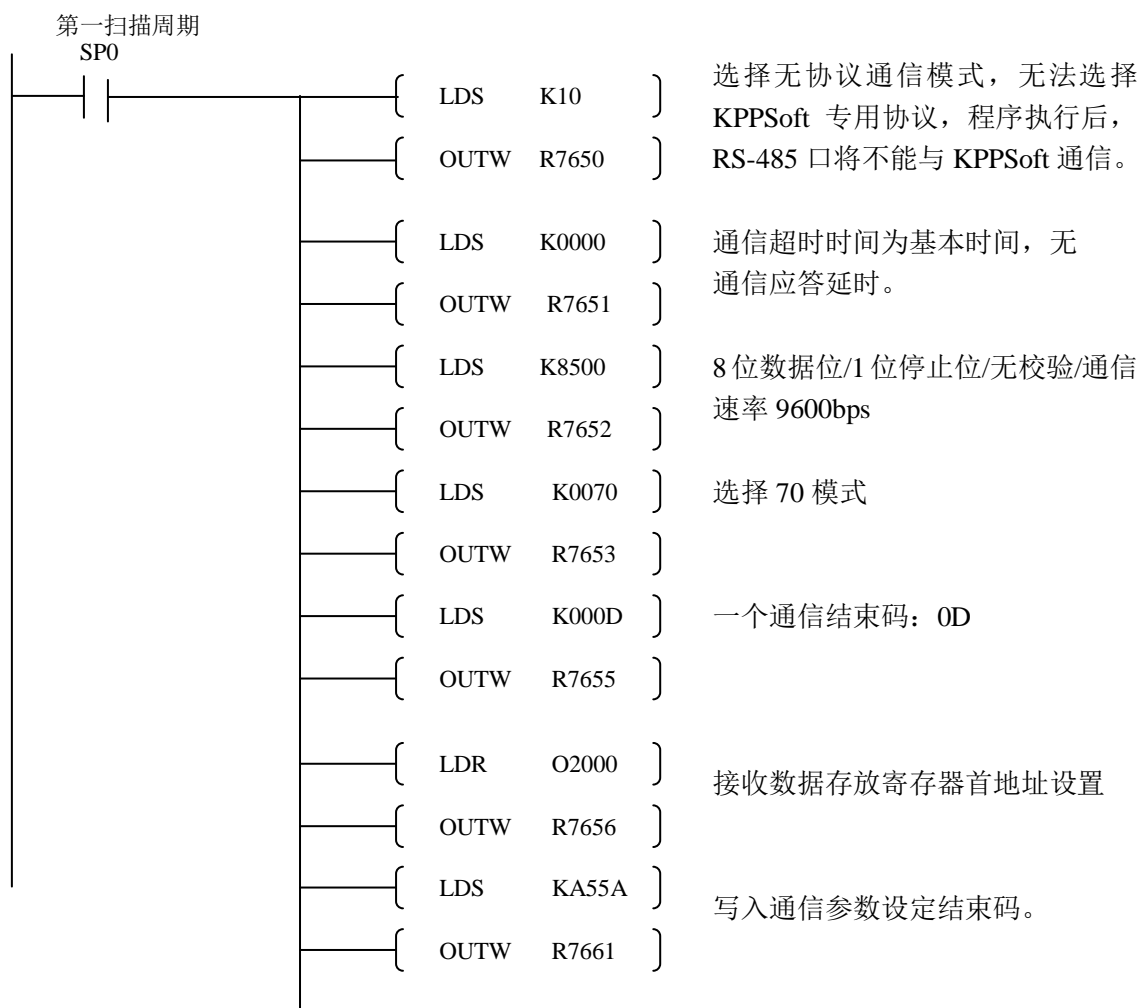 第一扫描周期
SP0
LDS K10
选择无协议通信模式，无法选择
KPPSoft 专用协议，程序执行后，
OUTW R7650
RS-485 口将不能与 KPPSoft 通信。
LDS K0000
通信超时时间为基本时间，无
通信应答延时。
OUTW R7651
LDS K8500
8 位数据位/1 位停止位/无校验/通信
速率 9600bps
OUTW R7652
LDS K0070
选择 70 模式
OUTW R7653
LDS K000D
一个通信结束码：0D
OUTW R7655
LDR O2000
接收数据存放寄存器首地址设置
OUTW R7656
LDS KA55A
写入通信参数设定结束码。
OUTW R7661